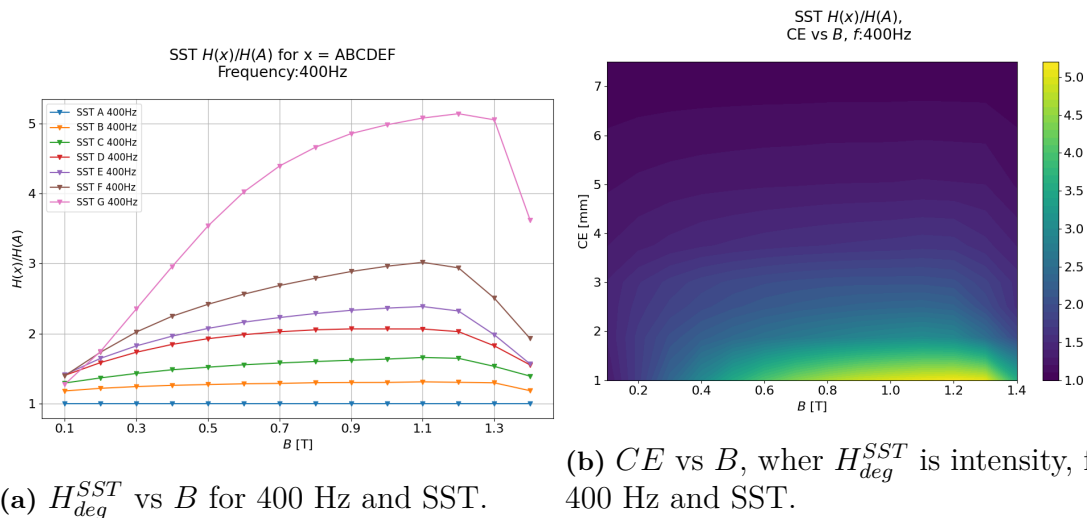 SST H(x)/H(A) for x = ABCDEF
Frequency:400Hz
H(x)/H(A)
5
4
3
2
1
SST A 400Hz
SST B 400Hz
SST C 400Hz
SST D 400Hz
SST E 400Hz
SST F 400Hz
SST G 400Hz
0.1 0.3 0.5 0.7 0.9 1.1 1.3
B [T]
(a) H_{deg}^{SST} vs B for 400 Hz and SST.
SST H(x)/H(A),
CE vs B, f:400Hz
CE [mm]
7
6
5
4
3
2
1
0.2 0.4 0.6 0.8 1.0 1.2 1.4
B [T]
5.0
4.5
4.0
3.5
3.0
2.5
2.0
1.5
1.0
(b) CE vs B, wher H_{deg}^{SST} is intensity, f
400 Hz and SST.